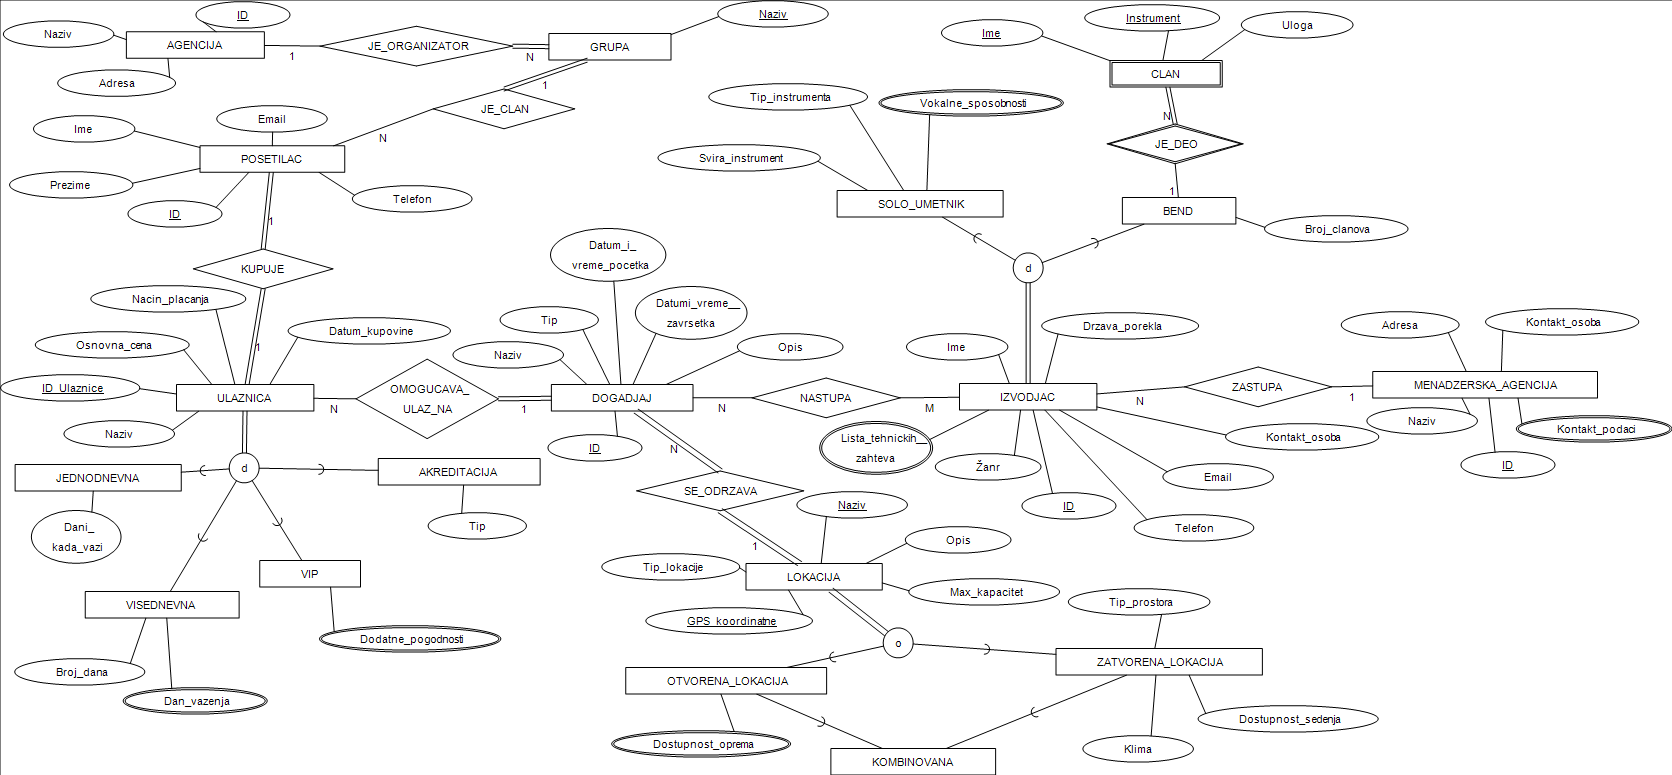 ID
Naziv
Instrument
Uloga
Naziv
Ime
AGENCIJA
JE_ORGANIZATOR
GRUPA
1
N
CLAN
Adresa
1
Tip_instrumenta
Vokalne_sposobnosti
JE_CLAN
Email
N
Ime
N
JE_DEO
POSETILAC
Svira_instrument
Prezime
1
Telefon
SOLO_UMETNIK
BEND
ID
1
Broj_clanova
Datum_i_
vreme_pocetka
KUPUJE
d
Nacin_placanja
Datumi_vreme__
zavrsetka
Tip
Datum_kupovine
Drzava_porekla
Adresa
Kontakt_osoba
Osnovna_cena
1
Naziv
Opis
Ime
ID_Ulaznice
OMOGUCAVA_
ULAZ_NA
ZASTUPA
MENADZERSKA_AGENCIJA
ULAZNICA
N
1
DOGADJAJ
N
NASTUPA
M
IZVODJAC
N
1
Naziv
Naziv
ID
N
Lista_tehnickih__
zahteva
Kontakt_osoba
Kontakt_podaci
d
JEDNODNEVNA
AKREDITACIJA
Žanr
ID
Email
SE_ODRZAVA
Naziv
ID
Dani_
kada_vazi
Tip
Telefon
1
Opis
VIP
Tip_lokacije
LOKACIJA
Max_kapacitet
VISEDNEVNA
Tip_prostora
GPS_koordinatne
Dodatne_pogodnosti
o
ZATVORENA_LOKACIJA
Broj_dana
OTVORENA_LOKACIJA
Dan_vazenja
Dostupnost_sedenja
Dostupnost_oprema
Klima
KOMBINOVANA